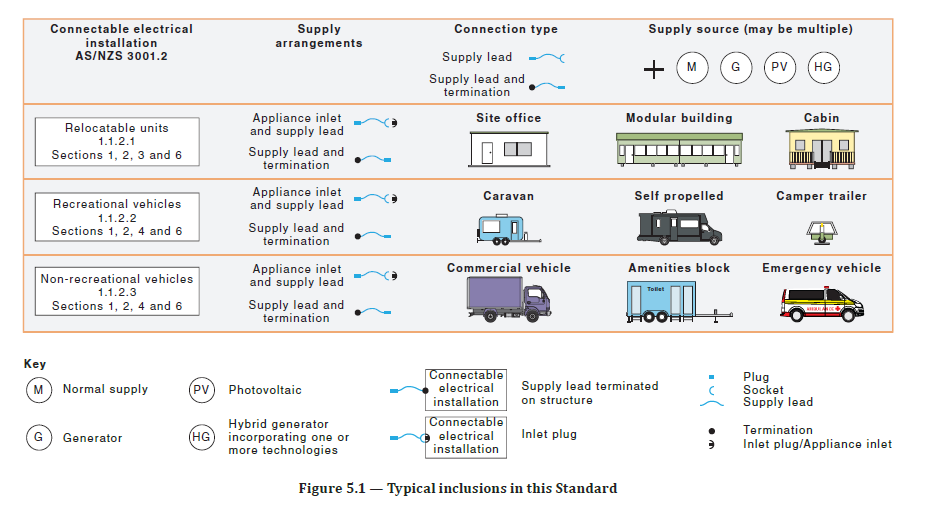 Connectable electrical
installation
AS/NZS 3001.2
Supply
arrangements
Connection type
Supply lead
Supply lead and
termination
Supply source (may be multiple)
M
G
PV
HG
Relocatable units
1.1.2.1
Sections 1, 2, 3 and 6
Appliance inlet
and supply lead
Supply lead and
termination
Site office
Modular building
Cabin
Recreational vehicles
1.1.2.2
Sections 1, 2, 4 and 6
Appliance inlet
and supply lead
Supply lead and
termination
Caravan
Self propelled
Camper trailer
Non-recreational vehicles
1.1.2.3
Sections 1, 2, 4 and 6
Appliance inlet
and supply lead
Supply lead and
termination
Commercial vehicle
Amenities block
Toilet
Emergency vehicle
AMBULANCE
Key
M
Normal supply
G
Generator
PV
Photovoltaic
HG
Hybrid generator
incorporating one or
more technologies
Connectable
electrical
installation
Supply lead terminated
on structure
Connectable
electrical
installation
Inlet plug
Plug
Socket
Supply lead
Termination
Inlet plug/Appliance inlet
Figure 5.1 — Typical inclusions in this Standard